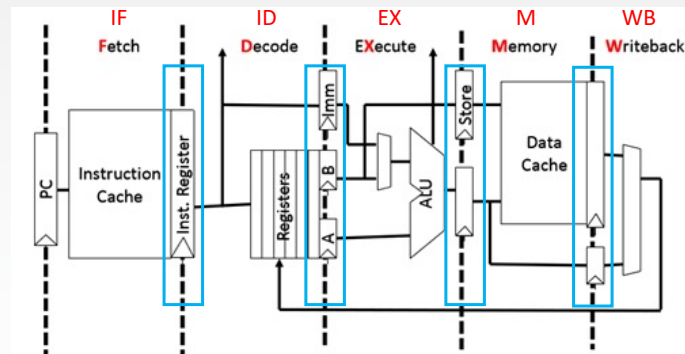 IF
ID
EX
M
WB
Fetch
Decode
EXecute
Memory
Writeback
PC
Instruction
Cache
Inst. Register
Registers
Imm
B
A
ALU
Store
Data
Cache